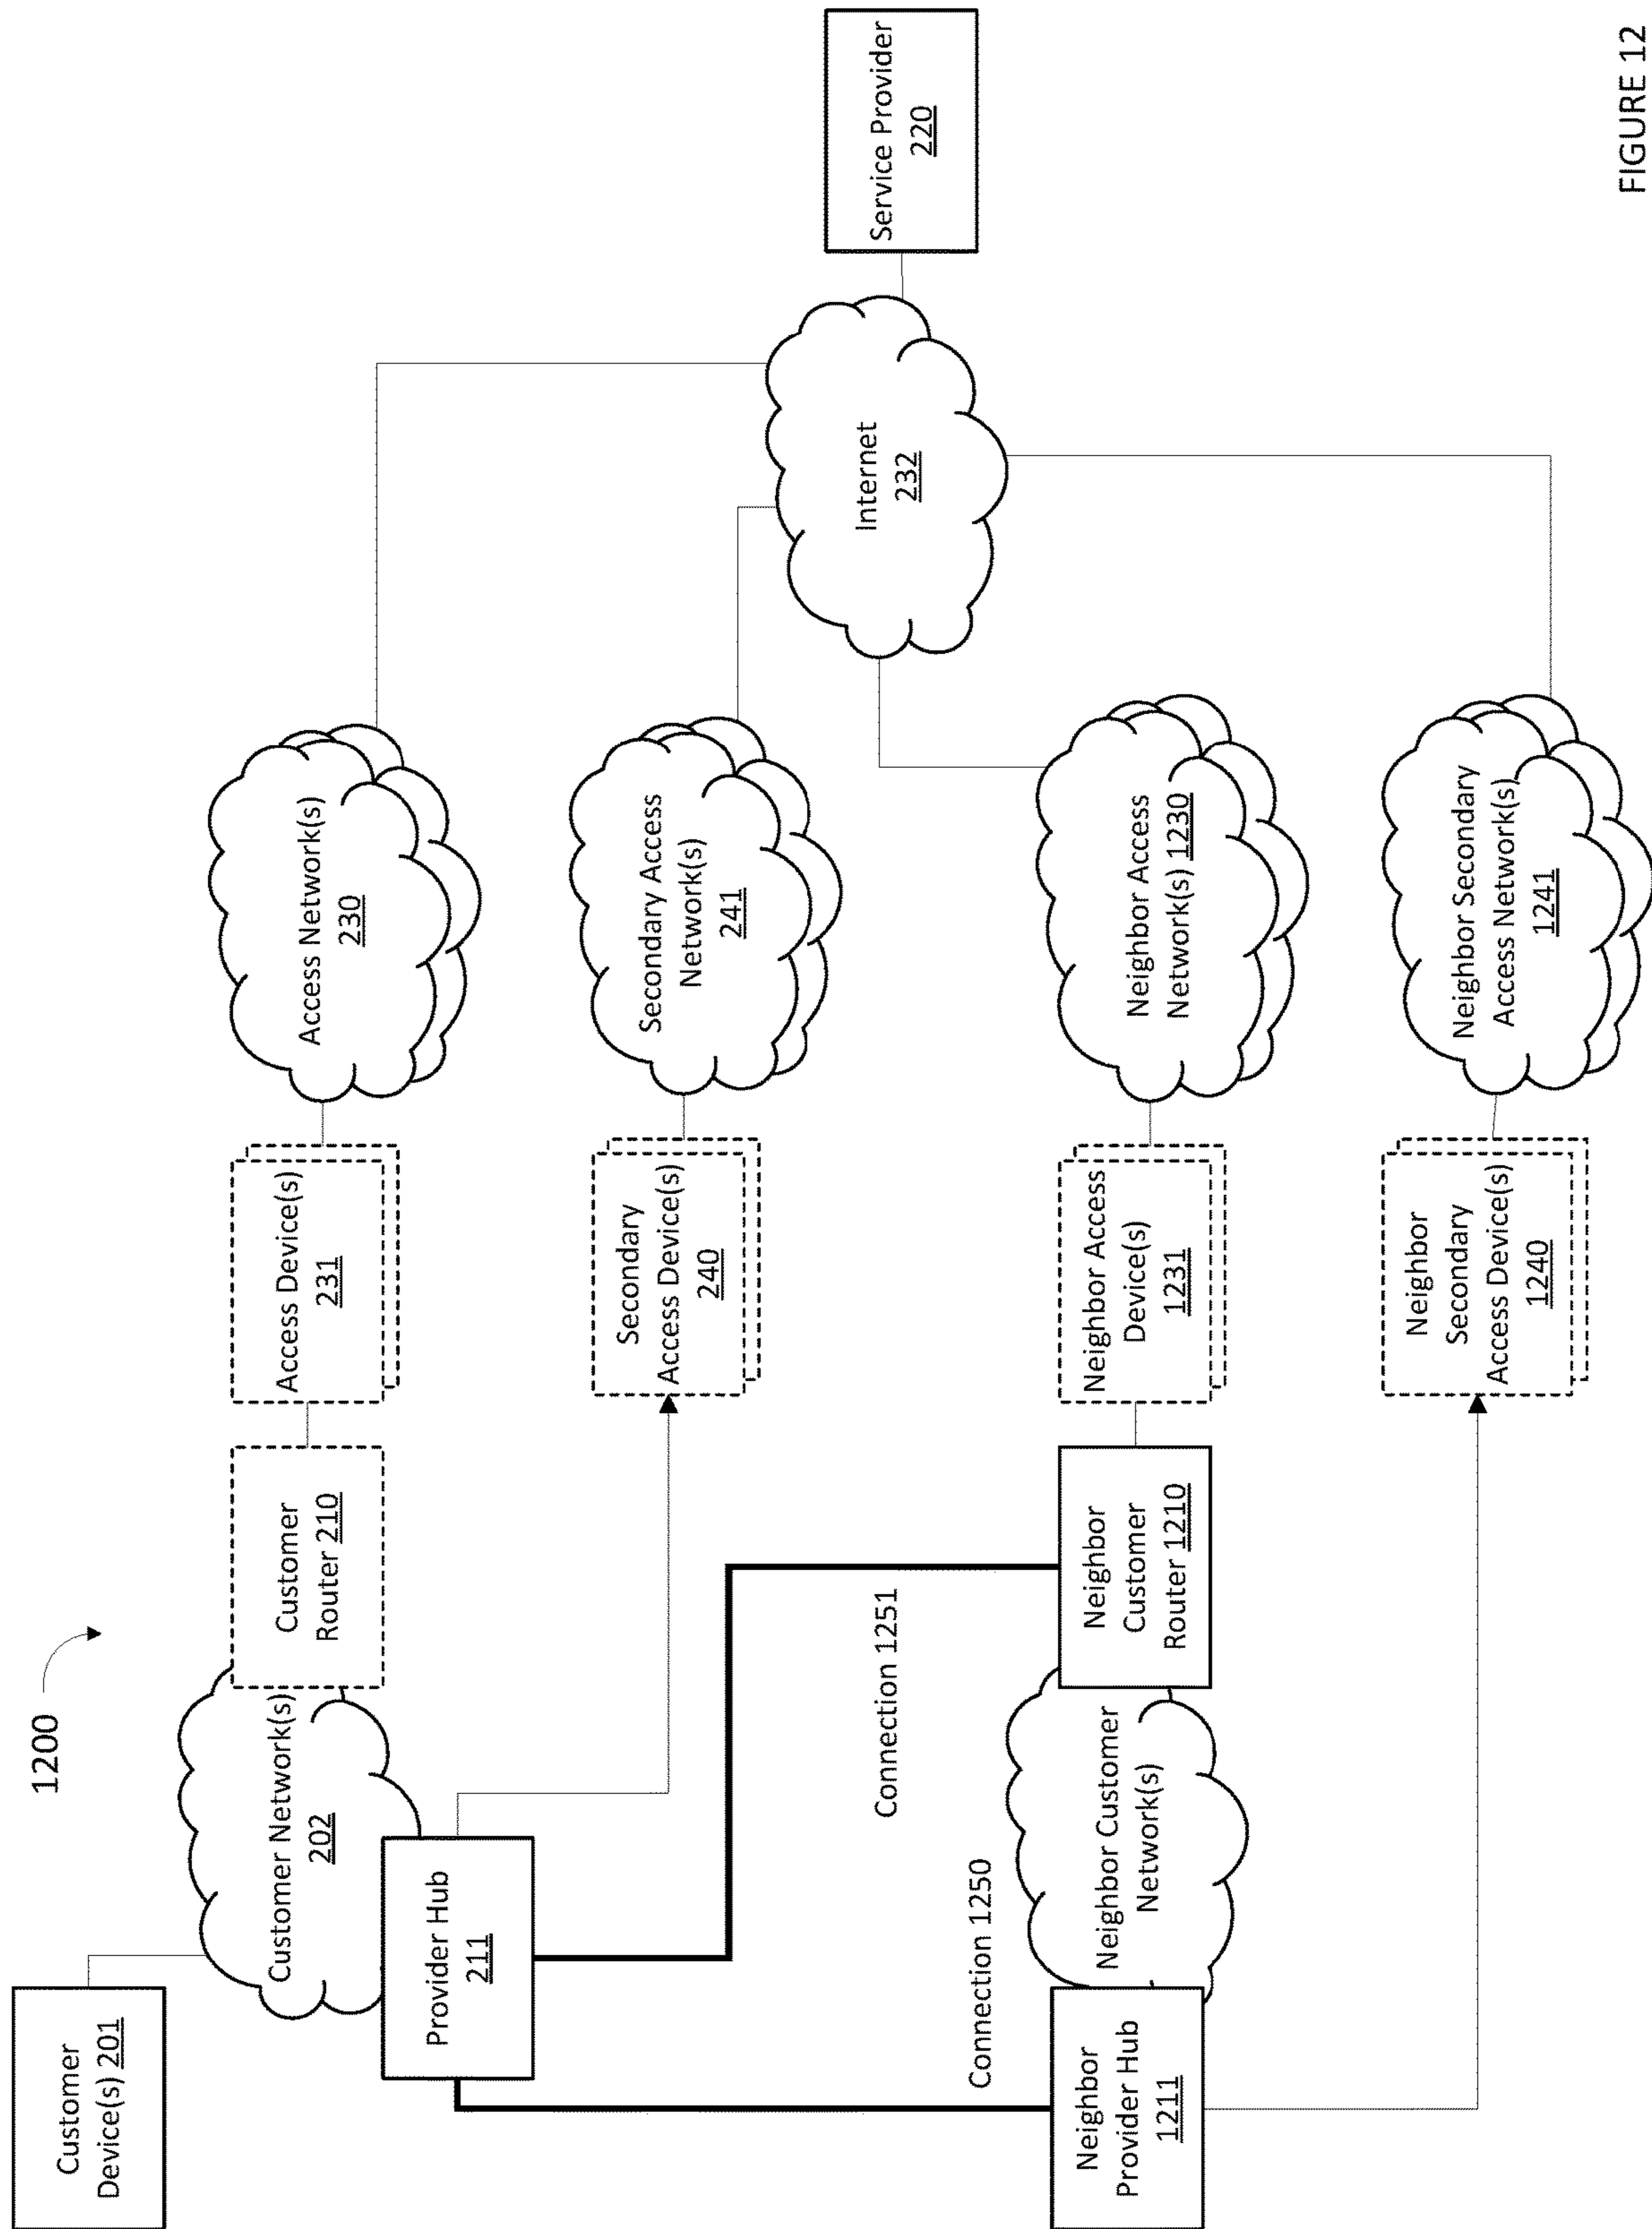 1200
Customer
Device(s) 201
Customer Network(s)
202
Customer
Router 210
Access Device(s)
231
Access Network(s)
230
Provider Hub
211
Secondary
Access Device(s)
240
Secondary Access
Network(s)
241
Internet
232
Service Provider
220
Connection 1251
Connection 1250
Neighbor
Provider Hub
1211
Neighbor Customer
Network(s)
Neighbor
Customer
Router 1210
Neighbor Access
Device(s)
1231
Neighbor Access
Network(s) 1230
Neighbor
Secondary
Access Device(s)
1240
Neighbor Secondary
Access Network(s)
1241
FIGURE 12